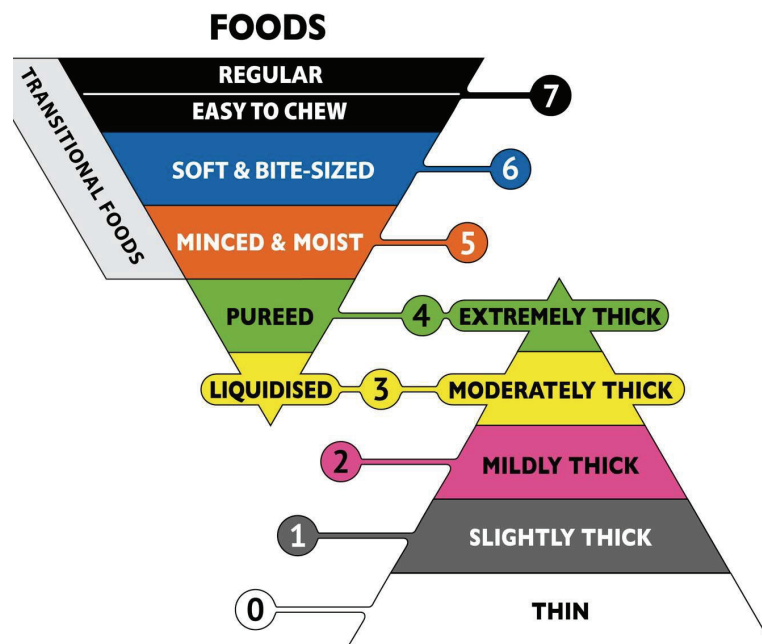 FOODS
REGULAR
EASY TO CHEW
7
TRANSITIONAL FOODS
SOFT & BITE-SIZED
6
MINCED & MOIST
5
PUREED
4
EXTREMELY THICK
LIQUIDISED
3
MODERATELY THICK
2
MILDLY THICK
1
SLIGHTLY THICK
0
THIN